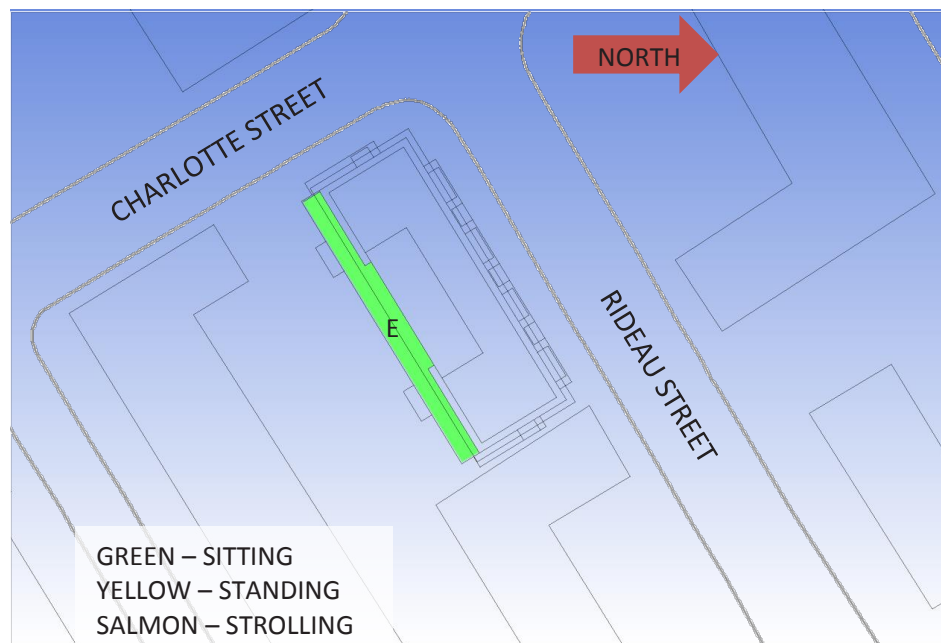 NORTH
CHARLOTTE STREET
E
RIDEAU STREET
GREEN – SITTING
YELLOW – STANDING
SALMON – STROLLING